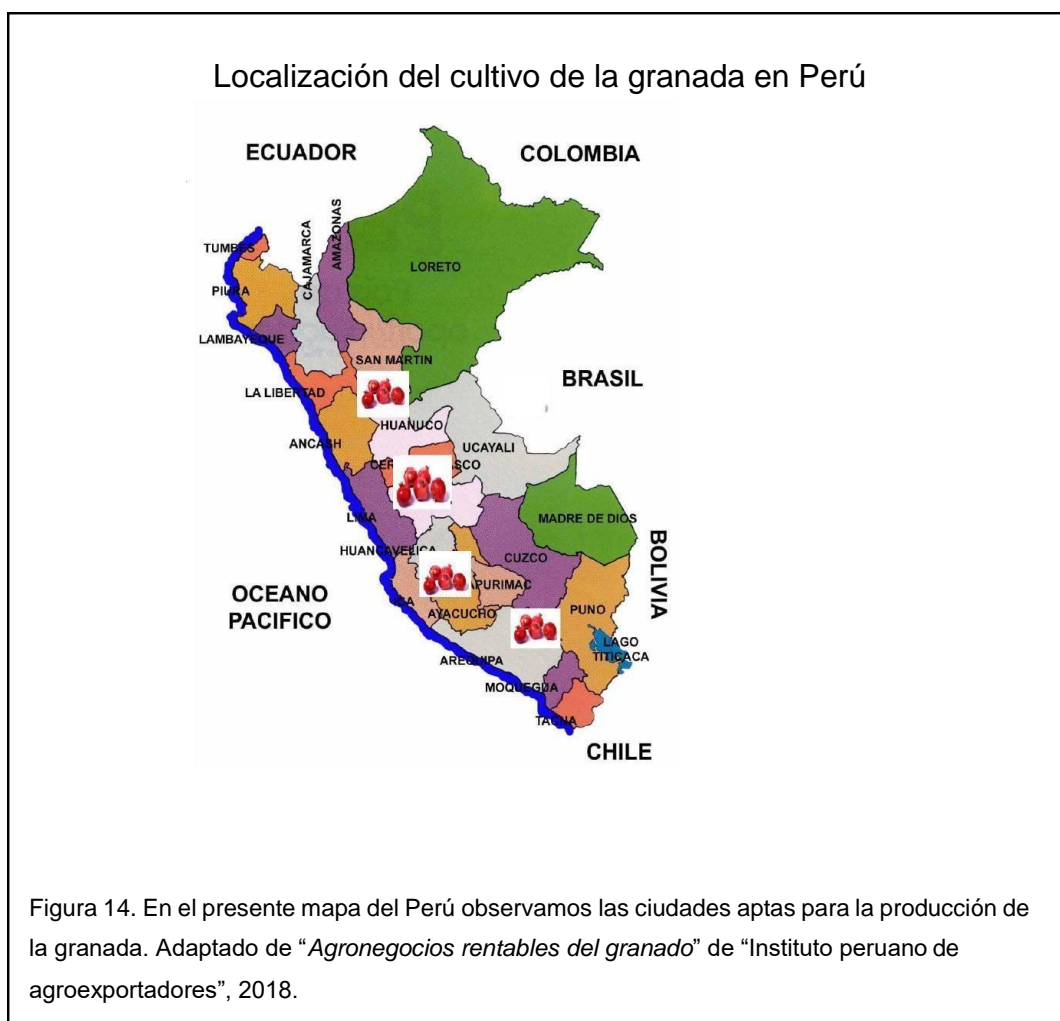 Localización del cultivo de la granada en Perú
ECUADOR
COLOMBIA
CAJAMARCA
AMAZONAS
TUMBES
LORETO
PIURA
LAMBAYEQUE
SAN MARTIN
BRASIL
LA LIBERTAD
HUANUCO
ANCASH
UCAYALI
CER ASCO
LIMA
MADRE DE DIOS
HUANCAVELICA
CUZCO
BOLIVIA
PURIMAC
OCEANO
PACIFICO
ICA
AYACUCHO
PUNO
LAGO
TITICACA
AREQUIPA
MOQUEGUA
TACNA
CHILE
Figura 14. En el presente mapa del Perú observamos las ciudades aptas para la producción de
la granada. Adaptado de “Agronegocios rentables del granado” de “Instituto peruano de
agroexportadores”, 2018.